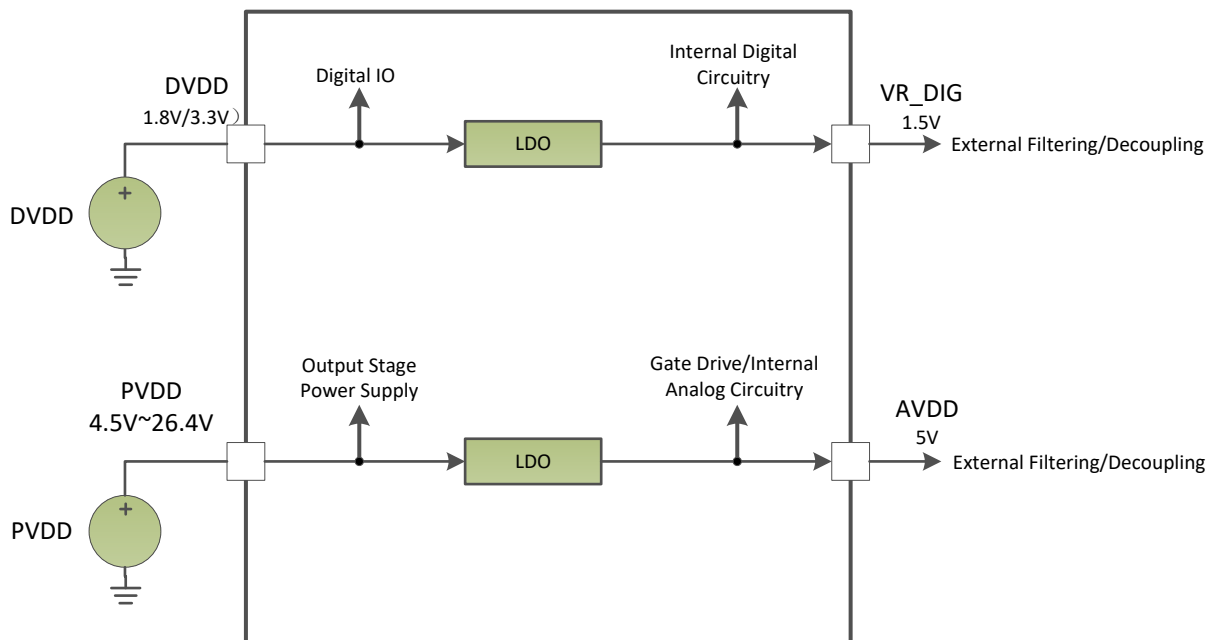 DVDD
1.8V/3.3V）
Digital IO
Internal Digital
Circuitry
VR_DIG
1.5V
LDO
External Filtering/Decoupling
+
DVDD
PVDD
4.5V~26.4V
Output Stage
Power Supply
Gate Drive/Internal
Analog Circuitry
AVDD
5V
LDO
External Filtering/Decoupling
+
PVDD